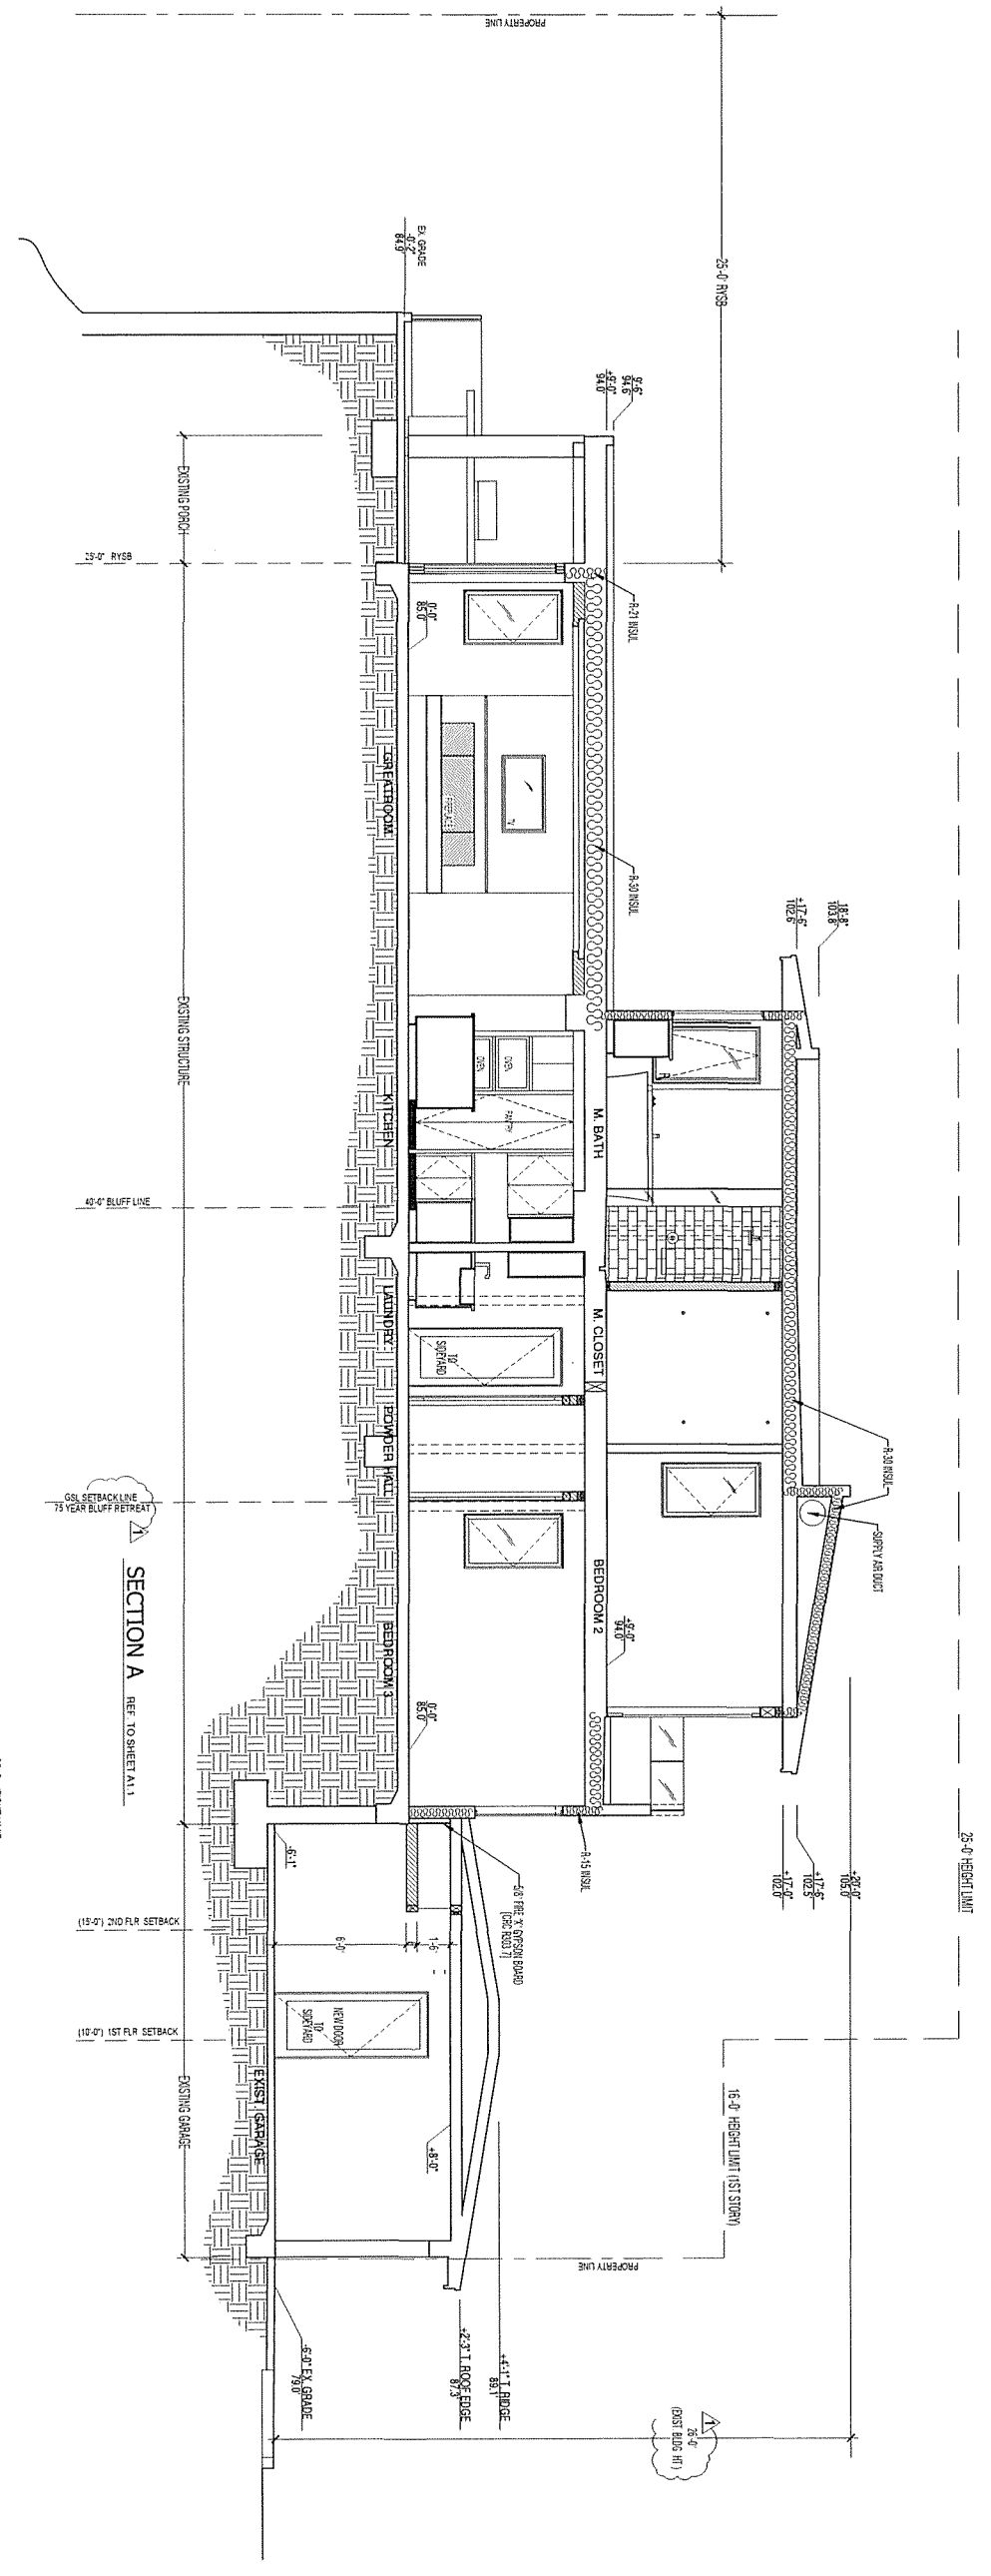 PROPERTY LINE
25'-0" RYSB
EX. GRADE
-0'-2"
84.9'
9'-6"
94.6'
+9'-0"
94.0'
EXISTING PORCH
25'-0" RYSB
R-21 INSUL
0'-0"
85.0'
GREATROOM
FIREPLACE
TV
R-30 INSUL
18'-8"
103.8'
+17'-6"
102.6'
EXISTING STRUCTURE
OVEN
OVEN
PANTRY
KITCHEN
M. BATH
40'-0" BLUFF LINE
LAUNDRY
TO
SIDEYARD
M. CLOSET
R-30 INSUL
POWDER HALL
GSL SETBACK LINE
75 YEAR BLUFF RETREAT
1
SUPPLY AIR DUCT
BEDROOM 2
+9'-0"
94.0'
BEDROOM 3
0'-0"
85.0'
SECTION A
REF. TO SHEET A1.1
25'-0" HEIGHT LIMIT
+20'-0"
105.0'
+17'-6"
102.5'
+17'-0"
102.0'
R-15 INSUL
5/8" FIRE 'X' GYPSON BOARD
[CRC R303.7]
-6'-1"
(15'-0") 2ND FLR SETBACK
6'-0"
1'-6"
NEW DOOR
TO
SIDEYARD
(10'-0") 1ST FLR SETBACK
EXIST. GARAGE
EXISTING GARAGE
+8'-0"
16'-0" HEIGHT LIMIT (1ST STORY)
PROPERTY LINE
-6'-0" EX. GRADE
79.0'
+2'-3" T. ROOF EDGE
87.3'
+4'-1" T. RIDGE
89.1'
1
26'-0"
(EXIST. BLDG HT.)